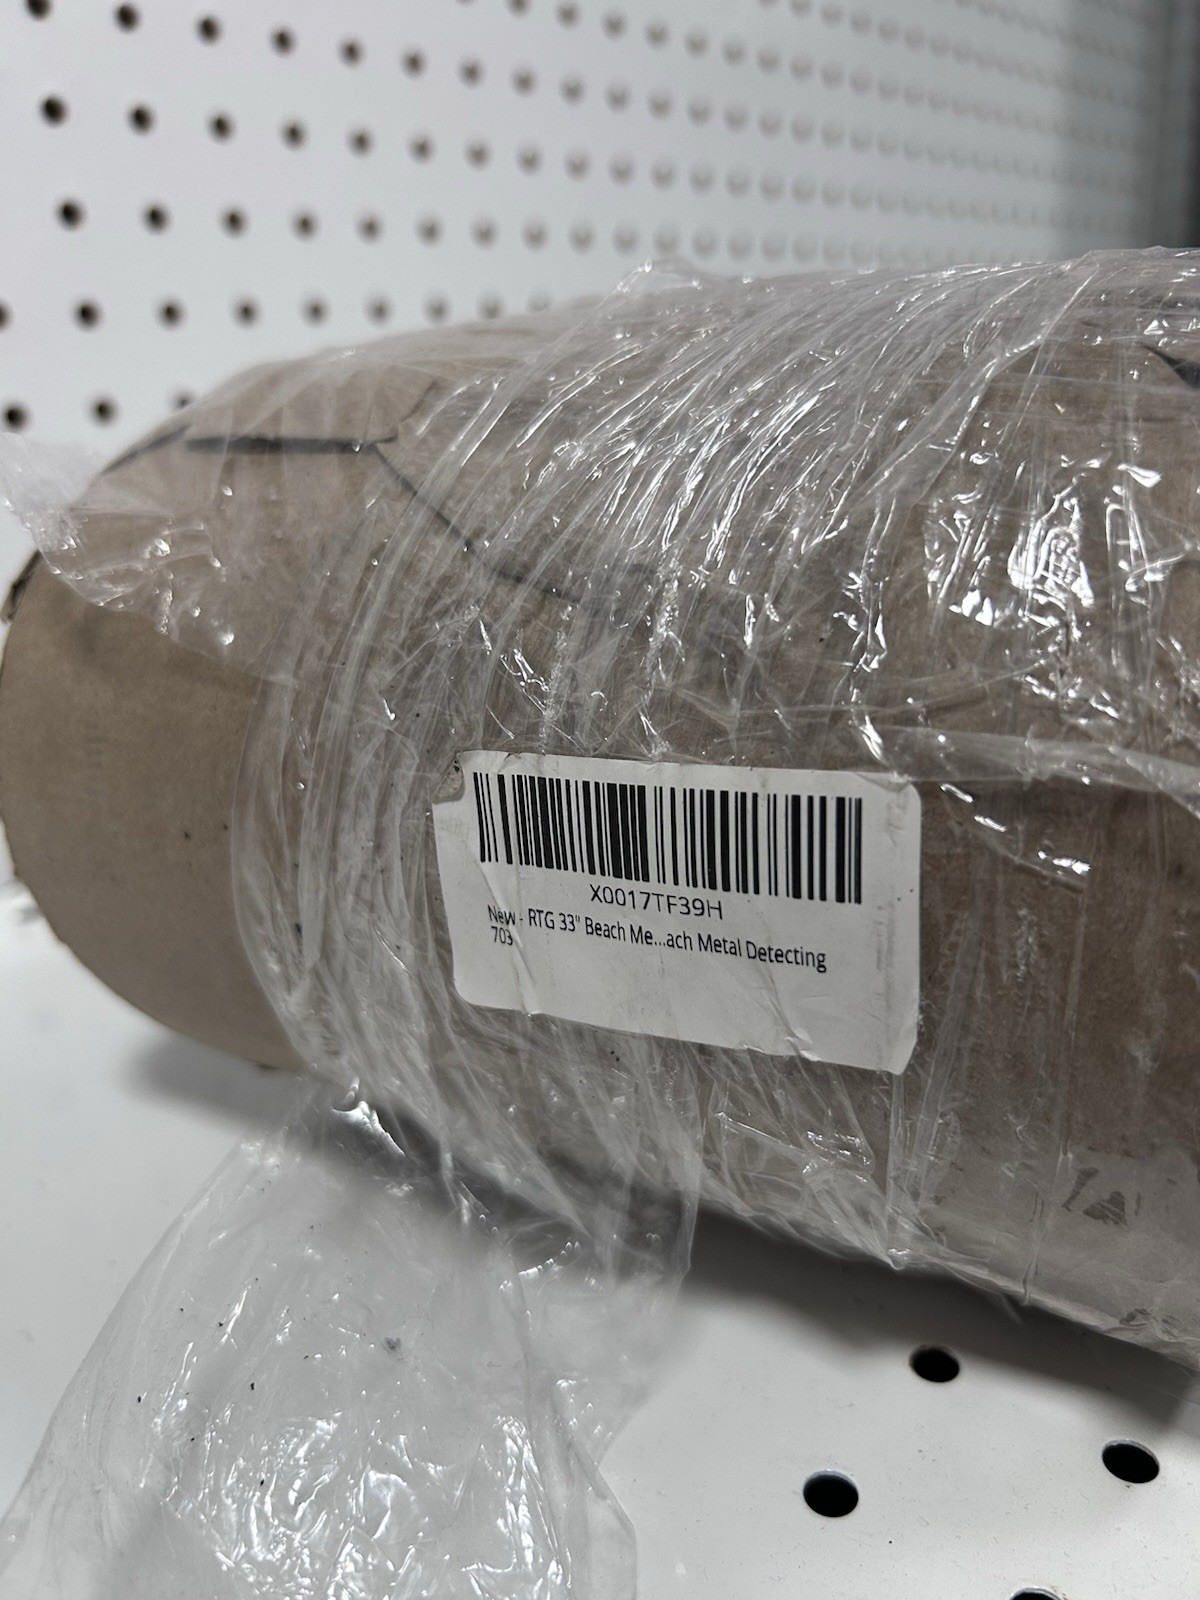 X0017TF39H
New - RTG 33" Beach Me...ach Metal Detecting
703